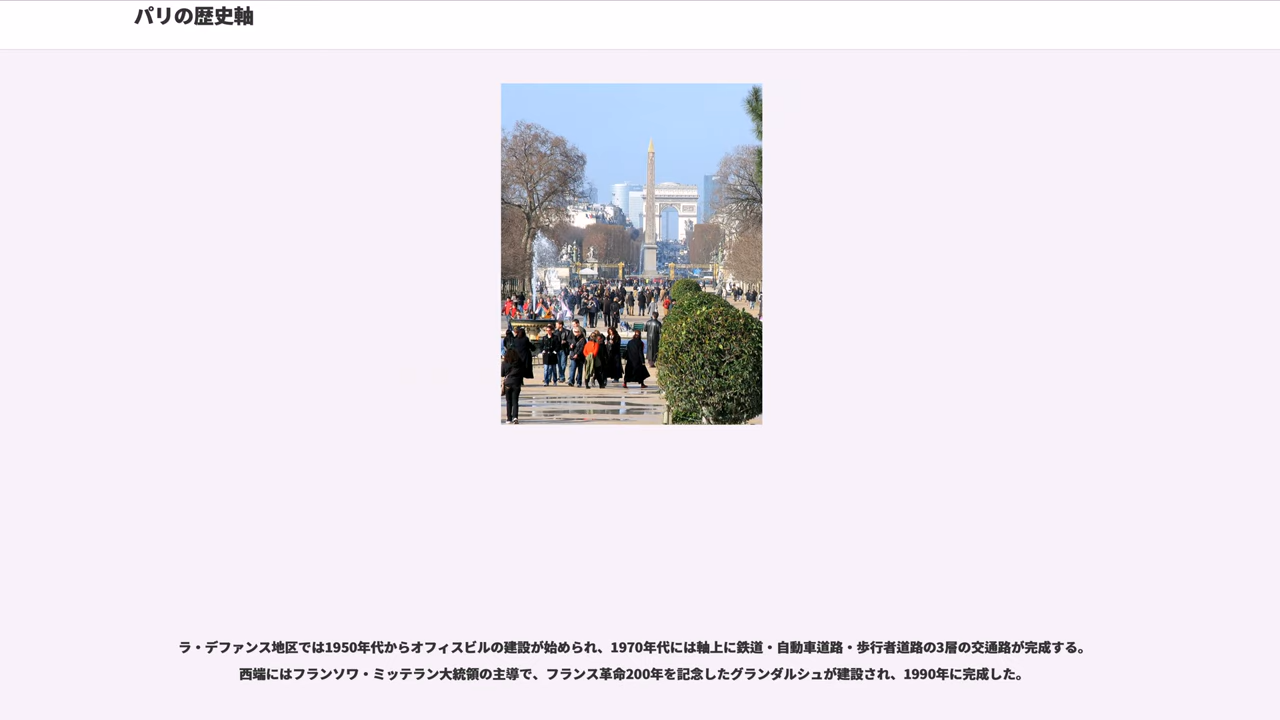 パリの歴史軸
ラ・デファンス地区では1950年代からオフィスビルの建設が始められ、1970年代には軸上に鉄道・自動車道路・歩行者道路の3層の交通路が完成する。
西端にはフランソワ・ミッテラン大統領の主導で、フランス革命200年を記念したグランダルシュが建設され、1990年に完成した。